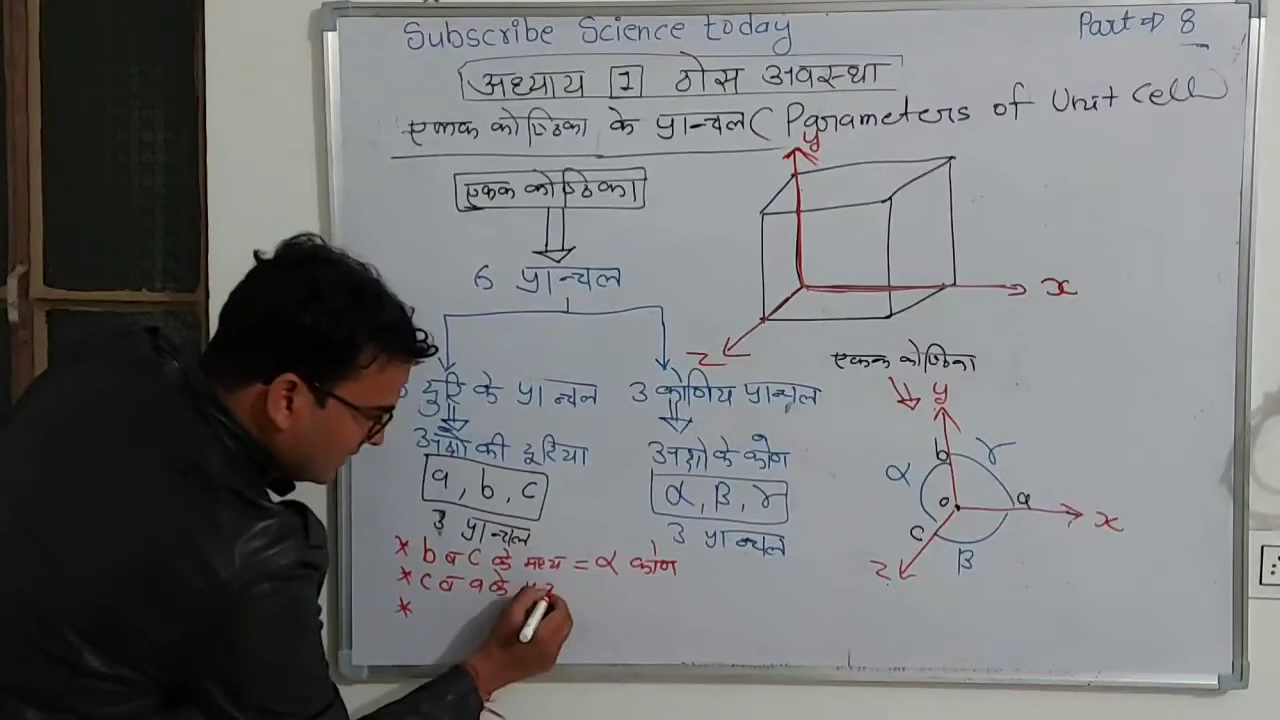 Subscribe Science today
Part ⇒ 8
अध्याय 1 ठोस अवस्था
एकक कोष्ठिका के प्रान्चल ( Parameters of Unit Cell
एकक कोष्ठिका
6 प्रान्चल
दुरि के प्रान्चल
3 कोणिय प्रान्चल
अक्षो की दूरिया
अक्षो के कोण
a, b, c
α, β, γ
3 प्रान्चल
3 प्रान्चल
* b व c के मध्य = α कोण
* c व a के
*
y
x
z
एकक कोष्ठिका
y
b
γ
α
o
a
x
c
z
β